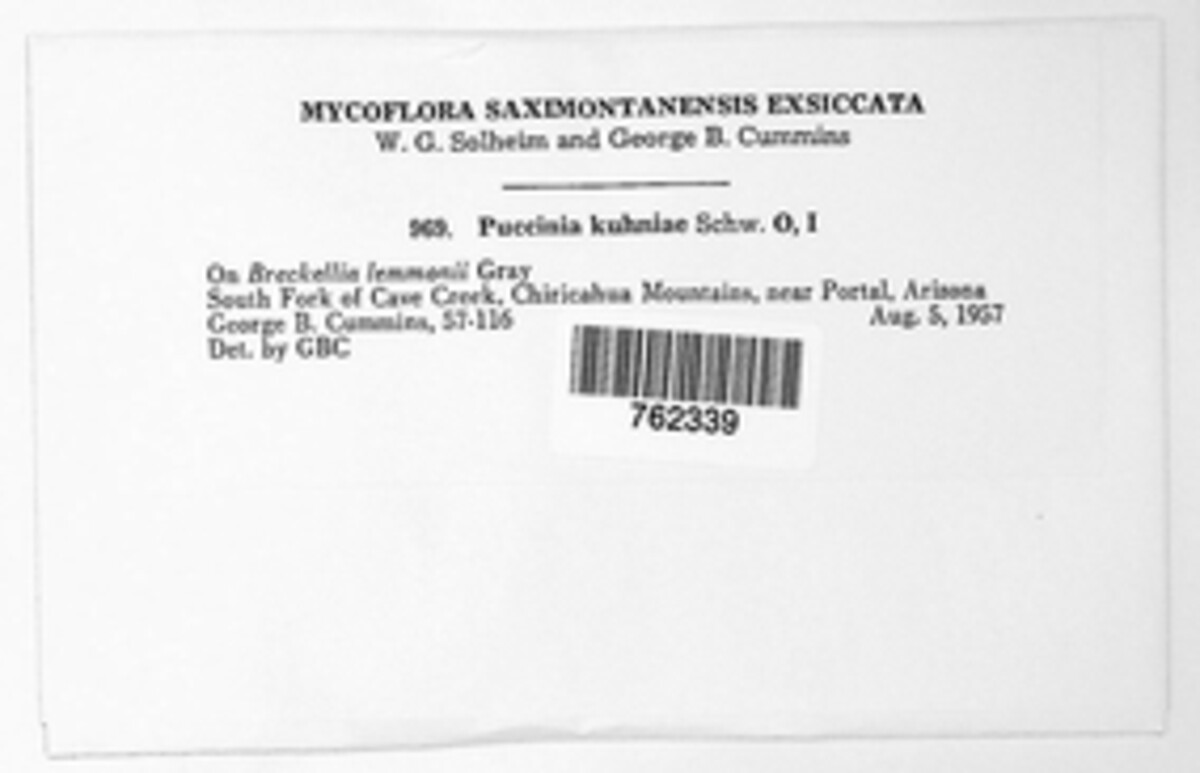 MYCOFLORA SAXIMONTANENSIS EXSICCATA
W. G. Solheim and George B. Cummins
969. Puccinia kuhniae Schw. O, I
On Breckellia lemmonii Gray
South Fork of Cave Creek, Chiricahua Mountains, near Portal, Arizona
George B. Cummins, 57-116 Aug. 5, 1957
Det. by GBC
762339